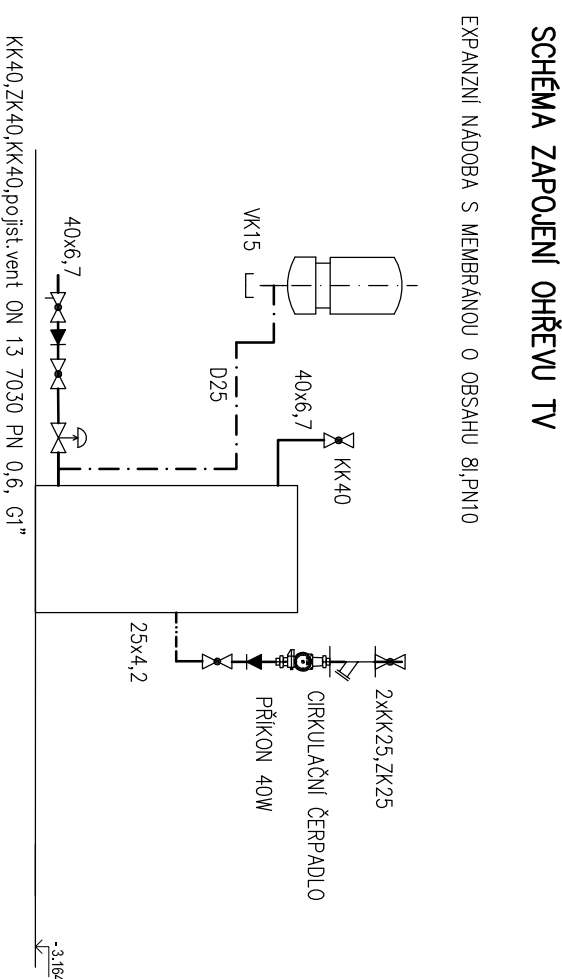 SCHÉMA ZAPOJENÍ OHŘEVU TV
EXPANZNÍ NÁDOBA S MEMBRÁNOU O OBSAHU 8l,PN10
VK15
D25
40x6,7
KK40
2xKK25,ZK25
CIRKULAČNÍ ČERPADLO
PŘÍKON 40W
25x4,2
40x6,7
KK40,ZK40,KK40,pojist.vent ON 13 7030 PN 0,6, G1"
-3.164